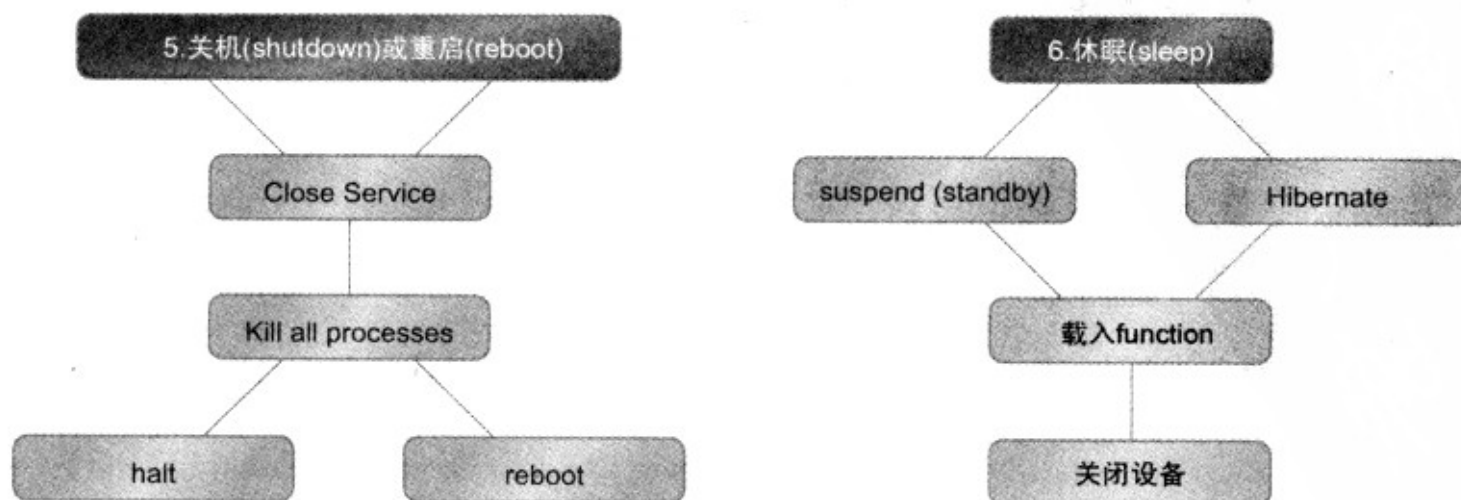 5.关机(shutdown)或重启(reboot)
Close Service
Kill all processes
halt
reboot
6.休眠(sleep)
suspend (standby)
Hibernate
载入function
关闭设备